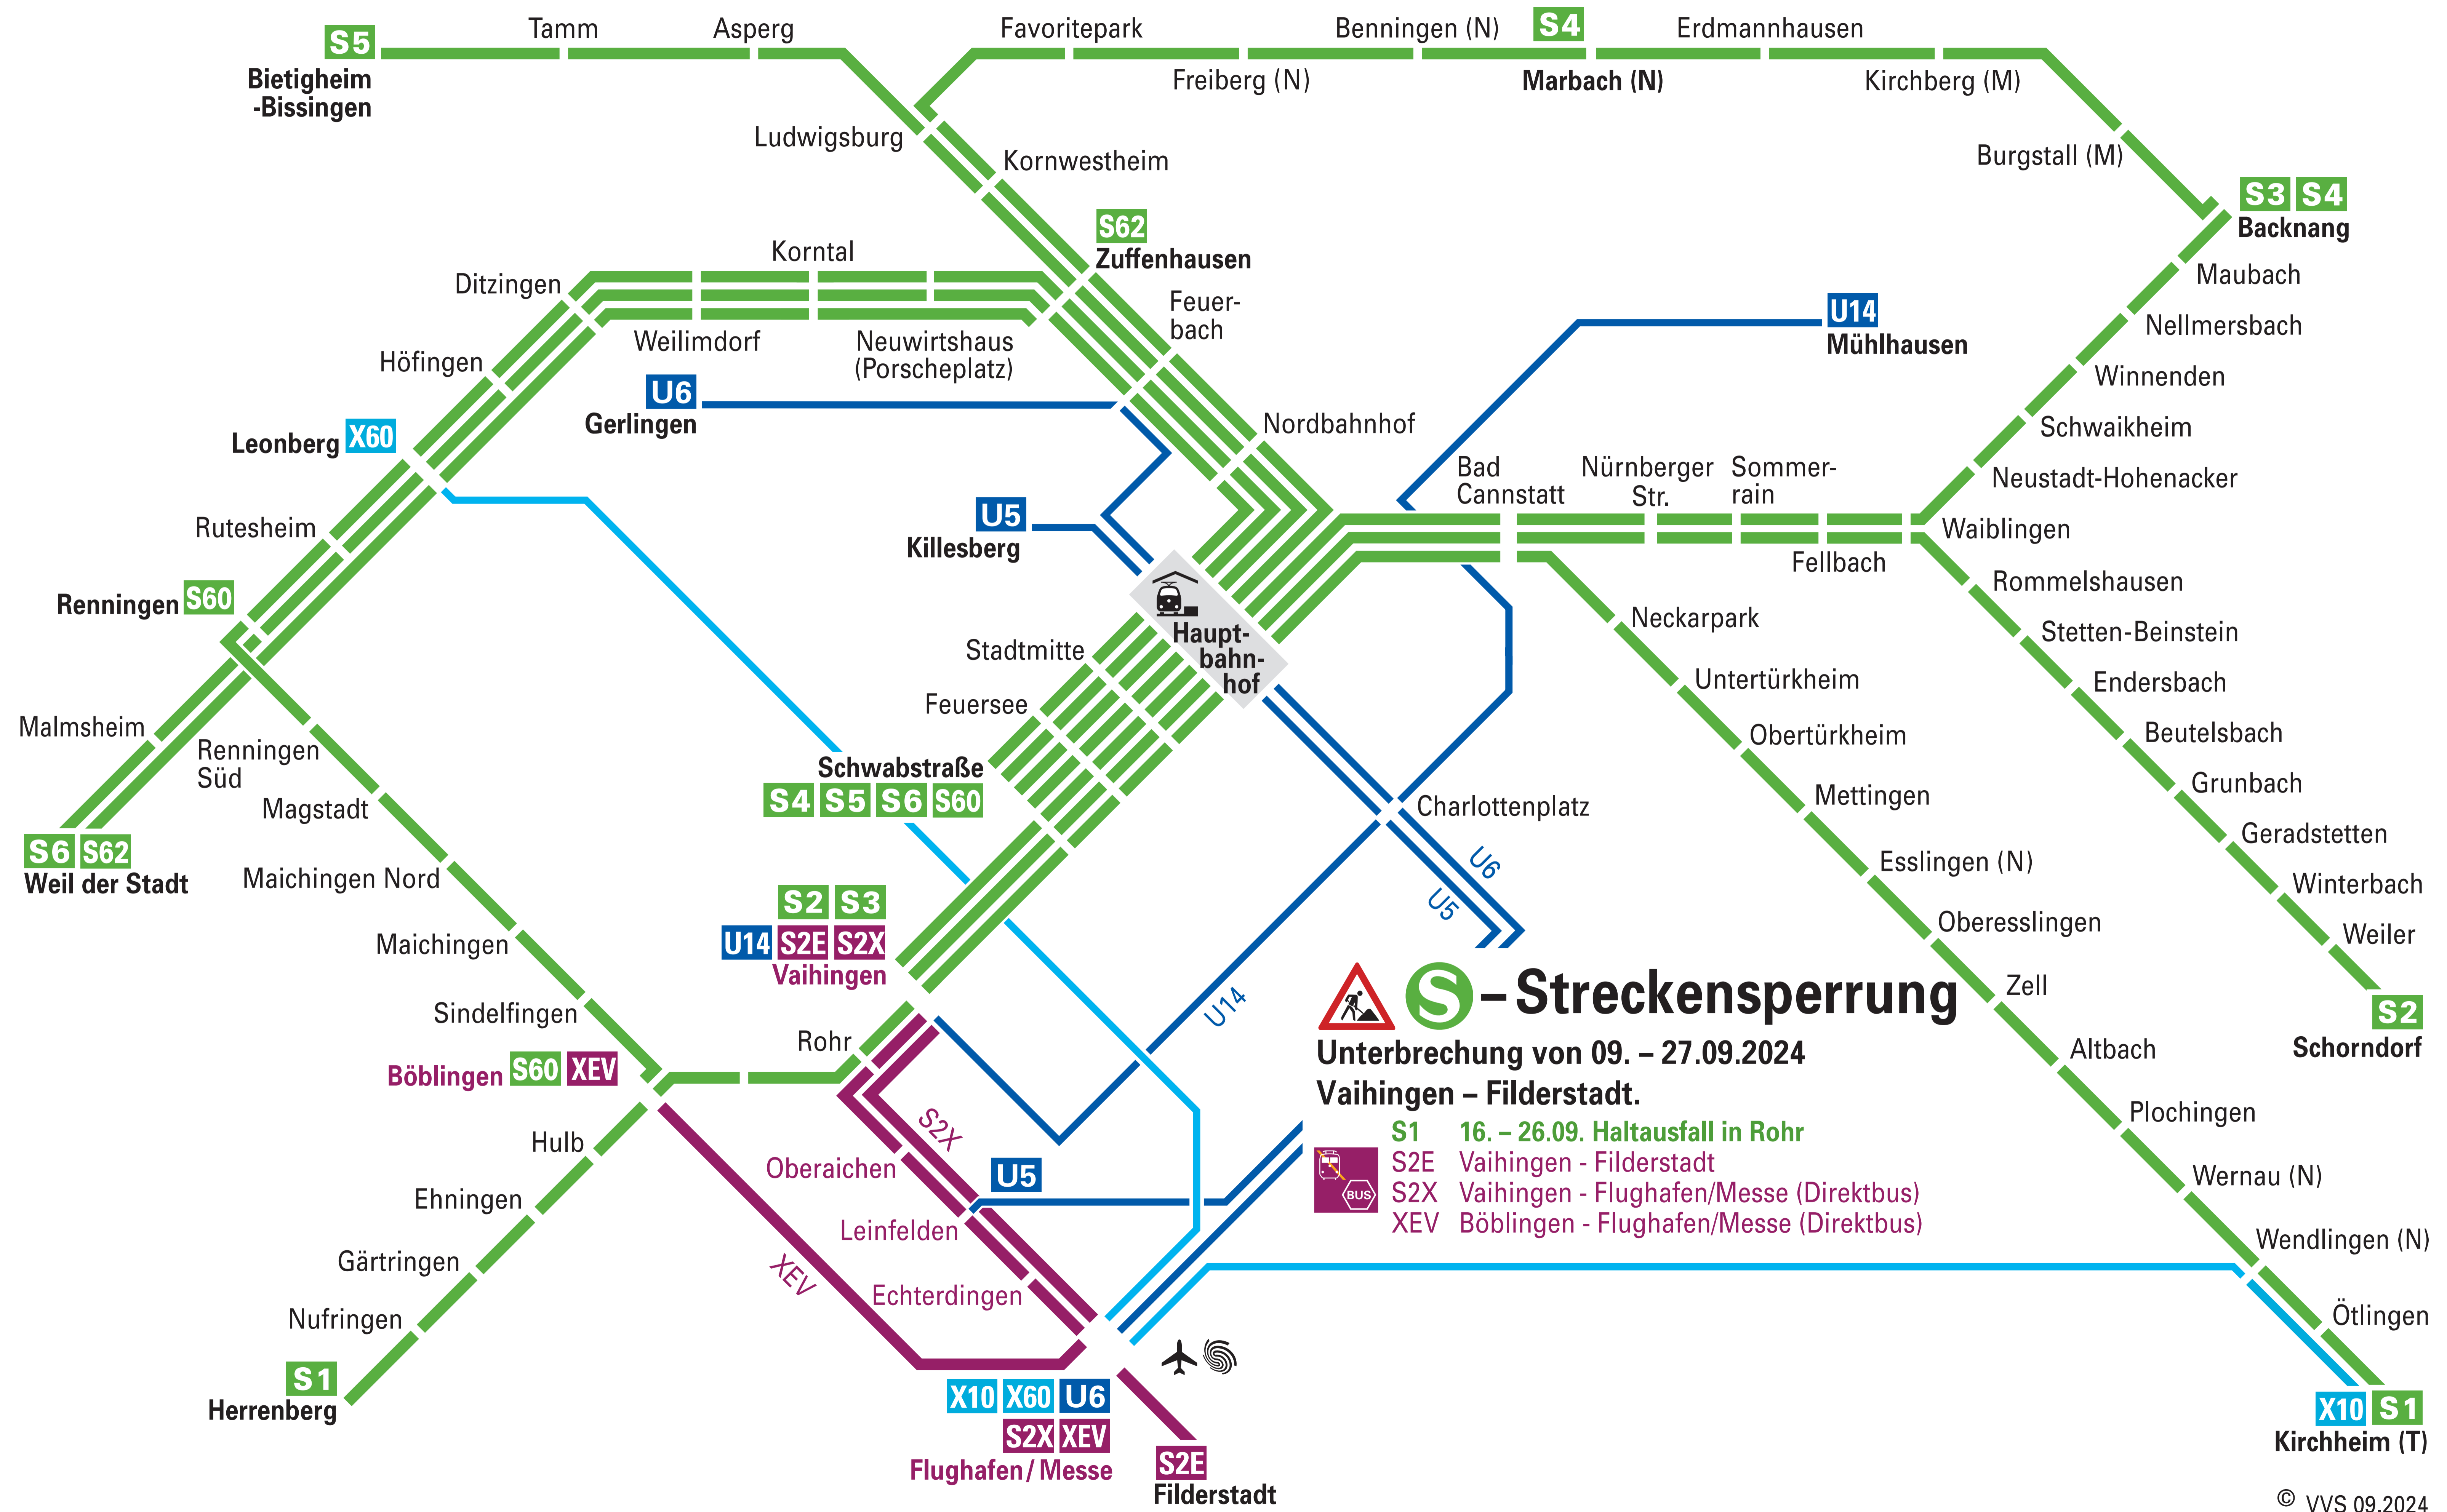 S5
Bietigheim
-Bissingen
Tamm
Asperg
Favoritepark
Freiberg (N)
Benningen (N)
S4
Marbach (N)
Erdmannhausen
Kirchberg (M)
Burgstall (M)
S3 S4
Backnang
Ludwigsburg
Kornwestheim
S62
Zuffenhausen
Feuer-
bach
Nordbahnhof
Korntal
Ditzingen
Weilimdorf
Neuwirtshaus
(Porscheplatz)
Höfingen
Leonberg X60
U6
Gerlingen
U5
Killesberg
U14
Mühlhausen
Maubach
Nellmersbach
Winnenden
Schwaikheim
Neustadt-Hohenacker
Waiblingen
Bad
Cannstatt
Nürnberger
Str.
Sommer-
rain
Fellbach
Rommelshausen
Stetten-Beinstein
Endersbach
Beutelsbach
Grunbach
Geradstetten
Winterbach
Weiler
S2
Schorndorf
Rutesheim
Renningen S60
Malmsheim
S6 S62
Weil der Stadt
Renningen
Süd
Magstadt
Maichingen Nord
Maichingen
Sindelfingen
Böblingen S60 XEV
Hulb
Ehningen
Gärtringen
Nufringen
S1
Herrenberg
Haupt-
bahn-
hof
Stadtmitte
Feuersee
Schwabstraße
S4 S5 S6 S60
S2 S3
U14 S2E S2X
Vaihingen
Rohr
Charlottenplatz
U6
U5
U14
Neckarpark
Untertürkheim
Obertürkheim
Mettingen
Esslingen (N)
Oberesslingen
Zell
Altbach
Plochingen
Wernau (N)
Wendlingen (N)
Ötlingen
X10 S1
Kirchheim (T)
S2X
Oberaichen
U5
Leinfelden
Echterdingen
XEV
X10 X60 U6
S2X XEV
Flughafen/Messe
S2E
Filderstadt
S – Streckensperrung
Unterbrechung von 09. – 27.09.2024
Vaihingen – Filderstadt.
S1 16. – 26.09. Haltausfall in Rohr
S2E Vaihingen - Filderstadt
S2X Vaihingen - Flughafen/Messe (Direktbus)
XEV Böblingen - Flughafen/Messe (Direktbus)
BUS
© VVS 09.2024